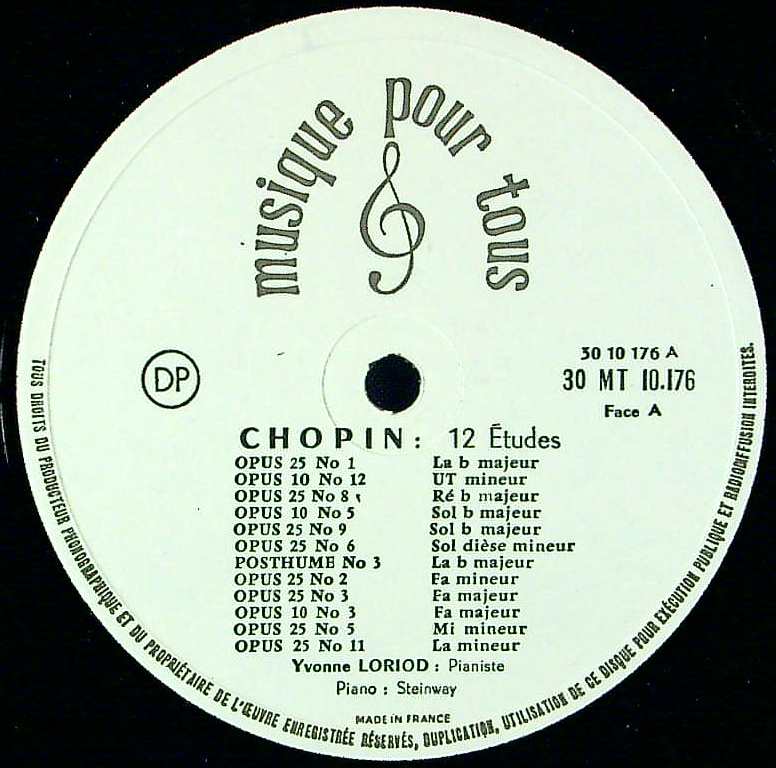 musique pour tous
DP
30 10 176 A
30 MT 10.176
Face A
CHOPIN : 12 Études
OPUS 25 No 1 La b majeur
OPUS 10 No 12 UT mineur
OPUS 25 No 8 Ré b majeur
OPUS 10 No 5 Sol b majeur
OPUS 25 No 9 Sol b majeur
OPUS 25 No 6 Sol dièse mineur
POSTHUME No 3 La b majeur
OPUS 25 No 2 Fa mineur
OPUS 25 No 3 Fa majeur
OPUS 10 No 3 Fa majeur
OPUS 25 No 5 Mi mineur
OPUS 25 No 11 La mineur
Yvonne LORIOD : Pianiste
Piano : Steinway
MADE IN FRANCE
TOUS DROITS DU PRODUCTEUR PHONOGRAPHIQUE ET DU PROPRIÉTAIRE DE L'ŒUVRE ENREGISTRÉE RÉSERVÉS, DUPLICATION, UTILISATION DE CE DISQUE POUR EXÉCUTION PUBLIQUE ET RADIODIFFUSION INTERDITES.